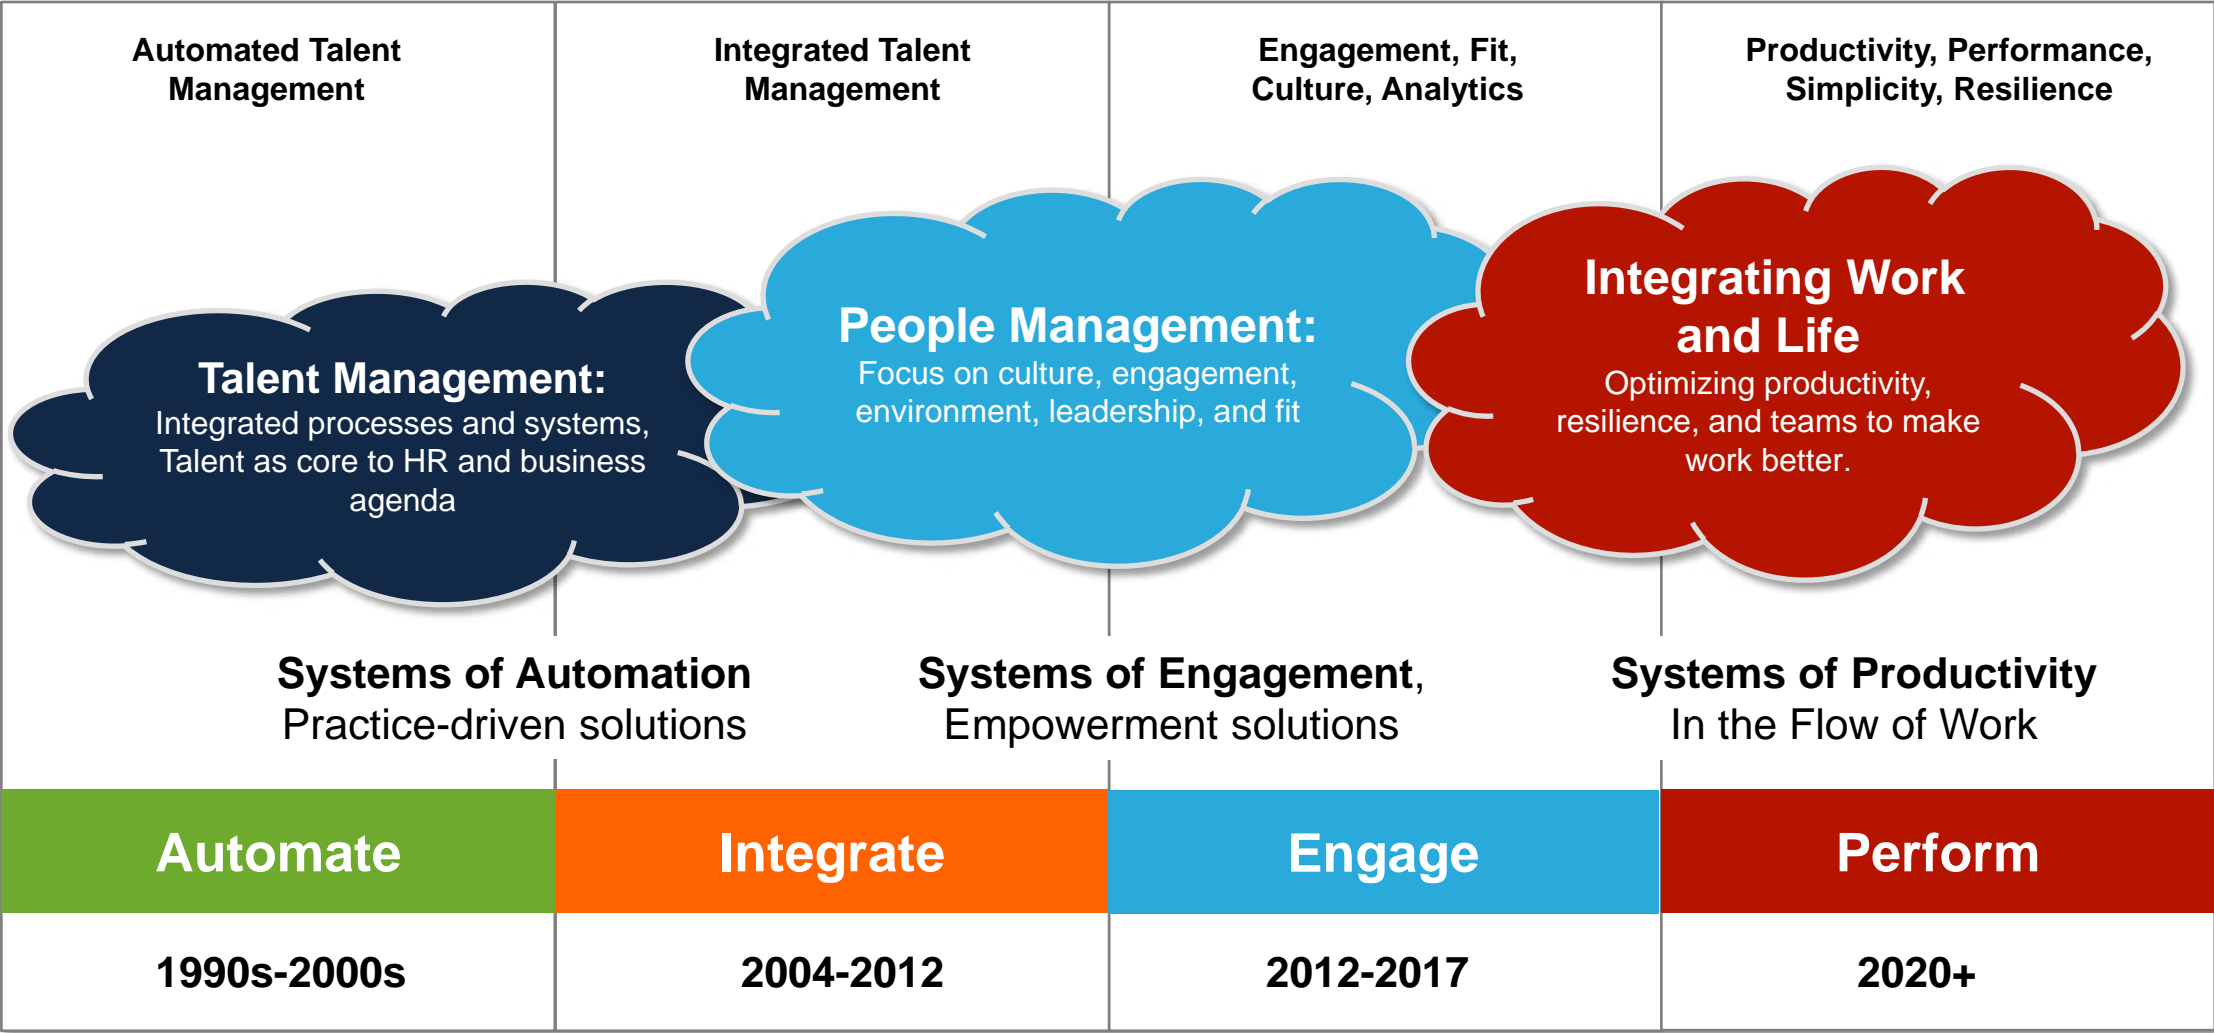 Automated Talent
Management
Integrated Talent
Management
Engagement, Fit,
Culture, Analytics
Productivity, Performance,
Simplicity, Resilience
Talent Management:
Integrated processes and systems,
Talent as core to HR and business
agenda
People Management:
Focus on culture, engagement,
environment, leadership, and fit
Integrating Work
and Life
Optimizing productivity,
resilience, and teams to make
work better.
Systems of Automation
Practice-driven solutions
Systems of Engagement,
Empowerment solutions
Systems of Productivity
In the Flow of Work
Automate
Integrate
Engage
Perform
1990s-2000s
2004-2012
2012-2017
2020+